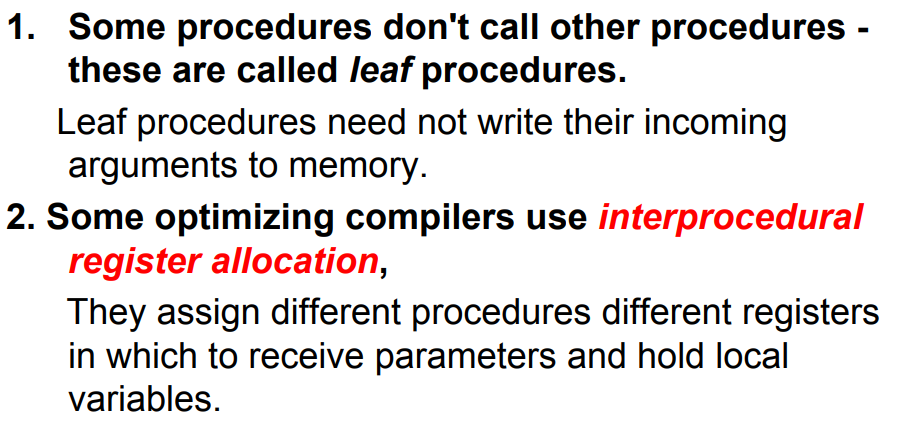 1. Some procedures don't call other procedures -
these are called leaf procedures.
Leaf procedures need not write their incoming
arguments to memory.
2. Some optimizing compilers use interprocedural
register allocation,
They assign different procedures different registers
in which to receive parameters and hold local
variables.